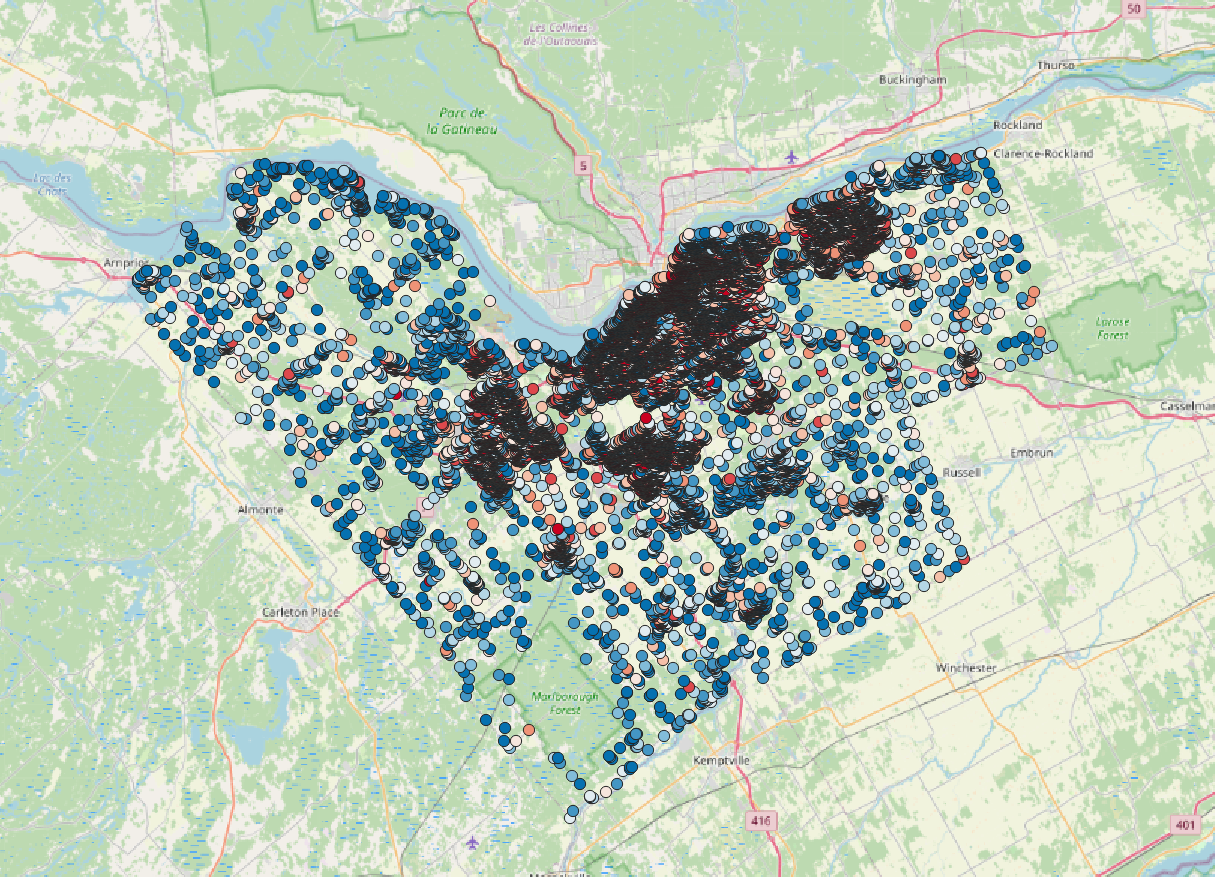 50
Les Collines-
de-l'Outaouais
Thurso
Buckingham
Parc de
la Gatineau
Rockland
Clarence-Rockland
5
Lac des
Chats
Arnprior
Larose
Forest
Casselman
Embrun
Russell
Almonte
Carleton Place
Winchester
Marlborough
Forest
Kemptville
416
401